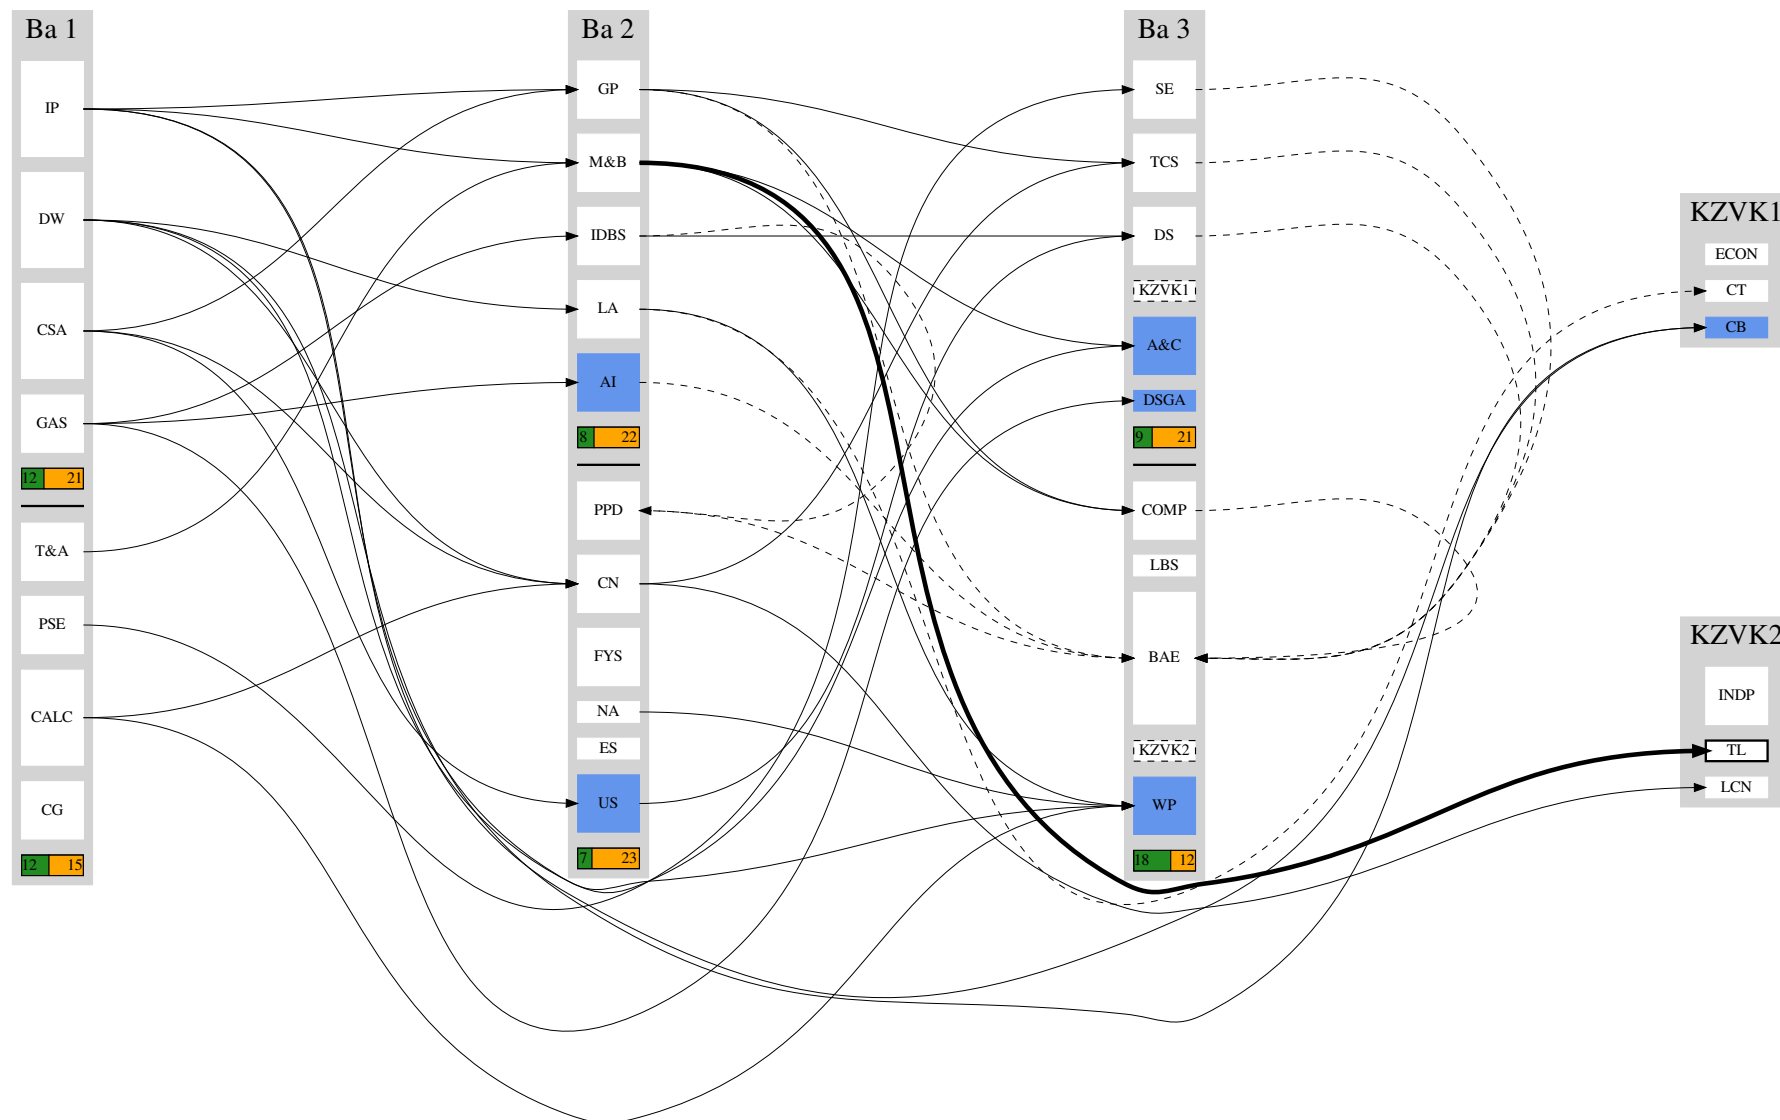 Ba 1
IP
DW
CSA
GAS
12 21
T&A
PSE
CALC
CG
12 15
Ba 2
GP
M&B
IDBS
LA
AI
8 22
PPD
CN
FYS
NA
ES
US
7 23
Ba 3
SE
TCS
DS
KZVK1
A&C
DSGA
9 21
COMP
LBS
BAE
KZVK2
WP
18 12
KZVK1
ECON
CT
CB
KZVK2
INDP
TL
LCN